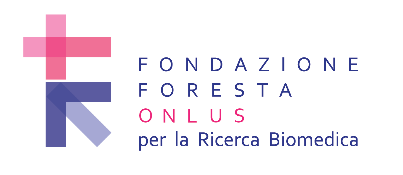 FONDAZIONE
FORESTA
ONLUS
per la Ricerca Biomedica